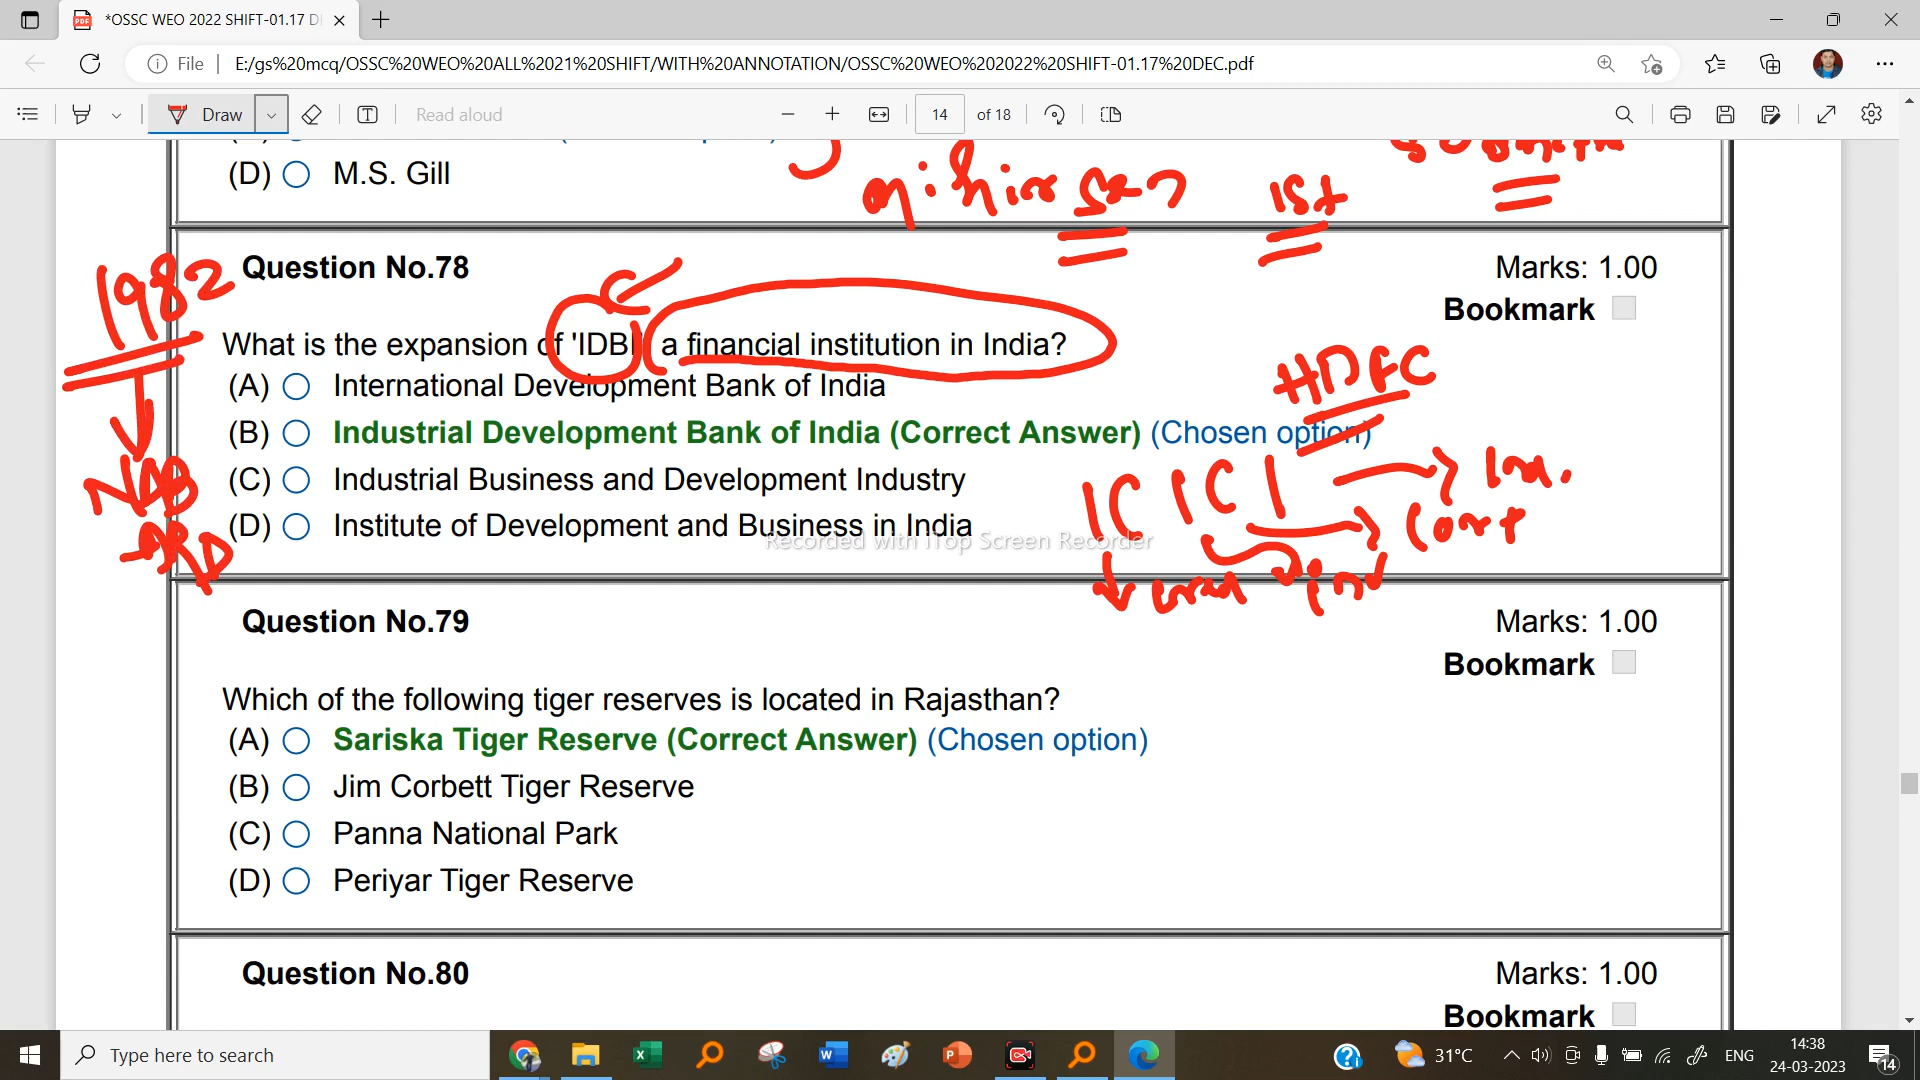 *OSSC WEO 2022 SHIFT-01.17 D
File
E:/gs%20mcq/OSSC%20WEO%20ALL%2021%20SHIFT/WITH%20ANNOTATION/OSSC%20WEO%202022%20SHIFT-01.17%20DEC.pdf
Draw
Read aloud
14 of 18
(D) M.S. Gill
mihir sen 1st
1982
Question No.78 Marks: 1.00
Bookmark
What is the expansion of 'IDBI' a financial institution in India?
HDFC
(A) International Development Bank of India
(B) Industrial Development Bank of India (Correct Answer) (Chosen option)
(C) Industrial Business and Development Industry
ICICI
NAB
ARD
(D) Institute of Development and Business in India
Recorded with iTop Screen Recorder
Question No.79 Marks: 1.00
Bookmark
Which of the following tiger reserves is located in Rajasthan?
(A) Sariska Tiger Reserve (Correct Answer) (Chosen option)
(B) Jim Corbett Tiger Reserve
(C) Panna National Park
(D) Periyar Tiger Reserve
Question No.80 Marks: 1.00
Bookmark
Type here to search
31°C
ENG
14:38
24-03-2023
14